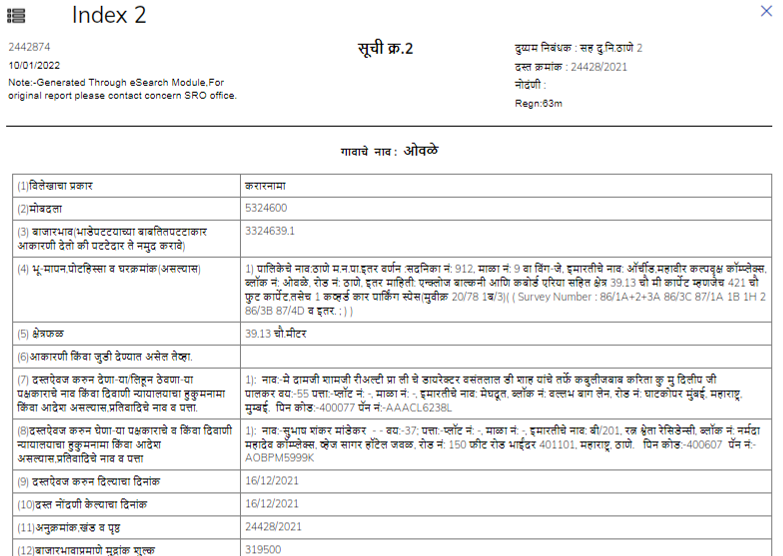 Index 2
2442874
10/01/2022
Note:-Generated Through eSearch Module,For
original report please contact concern SRO office.
सूची क्र.2
दुय्यम निबंधक : सह दु.नि.ठाणे 2
दस्त क्रमांक : 24428/2021
नोदंणी :
Regn:63m
गावाचे नाव : ओवळे
(1)विलेखाचा प्रकार
करारनामा
(2)मोबदला
5324600
(3) बाजारभाव(भाडेपटटयाच्या बाबतितपटटाकार
आकारणी देतो की पटटेदार ते नमुद करावे)
3324639.1
(4) भू-मापन,पोटहिस्सा व घरक्रमांक(असल्यास)
1) पालिकेचे नाव:ठाणे म.न.पा.इतर वर्णन :सदनिका नं: 912, माळा नं: 9 वा विंग-जे, इमारतीचे नाव: ऑर्चीड,महावीर कल्पवृक्ष कॉम्प्लेक्स,
ब्लॉक नं: ओवळे, रोड नं: ठाणे, इतर माहिती: एन्क्लोज बाल्कनी आणि कबोर्ड एरिया सहित क्षेत्र 39.13 चौ मी कार्पेट म्हणजेच 421 चौ
फुट कार्पेट,तसेच 1 कव्हर्ड कार पार्किंग स्पेस(मुवीक्र 20/78 1ब/3)( ( Survey Number : 86/1A+2+3A 86/3C 87/1A 1B 1H 2
86/3B 87/4D व इतर. ; ) )
(5) क्षेत्रफळ
39.13 चौ.मीटर
(6)आकारणी किंवा जुडी देण्यात असेल तेव्हा.
(7) दस्तऐवज करुन देणा-या/लिहून ठेवणा-या
पक्षकाराचे नाव किंवा दिवाणी न्यायालयाचा हुकुमनामा
किंवा आदेश असल्यास,प्रतिवादिचे नाव व पत्ता.
1): नाव:-मे दामजी शामजी रीअल्टी प्रा ली चे डायरेक्टर वसंतलाल डी शाह यांचे तर्फे कबुलीजबाब करिता कु मु दिलीप जी
पालकर वय:-55 पत्ता:-प्लॉट नं: -, माळा नं: -, इमारतीचे नाव: मेघदूत, ब्लॉक नं: वल्लभ बाग लेन, रोड नं: घाटकोपर मुंबई, महाराष्ट्र,
मुम्बई. पिन कोड:-400077 पॅन नं:-AAACL6238L
(8)दस्तऐवज करुन घेणा-या पक्षकाराचे व किंवा दिवाणी
न्यायालयाचा हुकुमनामा किंवा आदेश
असल्यास,प्रतिवादिचे नाव व पत्ता
1): नाव:-सुभाष शंकर मांडेकर - - वय:-37; पत्ता:-प्लॉट नं: -, माळा नं: -, इमारतीचे नाव: बी/201, रत्न श्वेता रेसिडेन्सी, ब्लॉक नं: नर्मदा
महादेव कॉम्प्लेक्स, व्हेज सागर हॉटेल जवळ, रोड नं: 150 फीट रोड भाईंदर 401101, महाराष्ट्र, ठाणे. पिन कोड:-400607 पॅन नं:-
AOBPM5999K
(9) दस्तऐवज करुन दिल्याचा दिनांक
16/12/2021
(10)दस्त नोंदणी केल्याचा दिनांक
16/12/2021
(11)अनुक्रमांक,खंड व पृष्ठ
24428/2021
(12)बाजारभावाप्रमाणे मुद्रांक शुल्क
319500